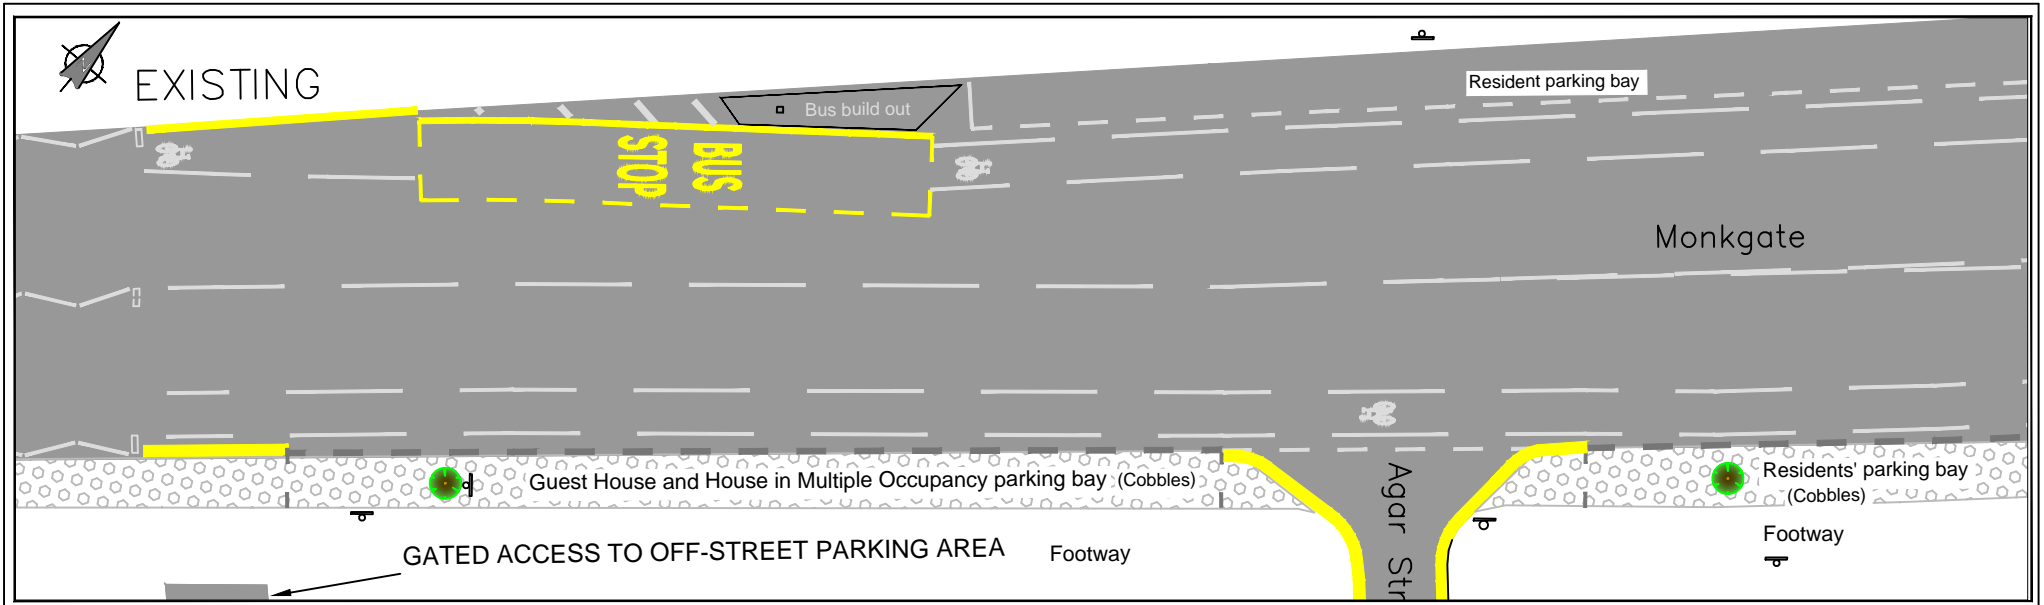 EXISTING
Bus build out
Resident parking bay
BUS
STOP
Monkgate
Guest House and House in Multiple Occupancy parking bay (Cobbles)
Residents' parking bay
(Cobbles)
Agar Str
Footway
GATED ACCESS TO OFF-STREET PARKING AREA
Footway